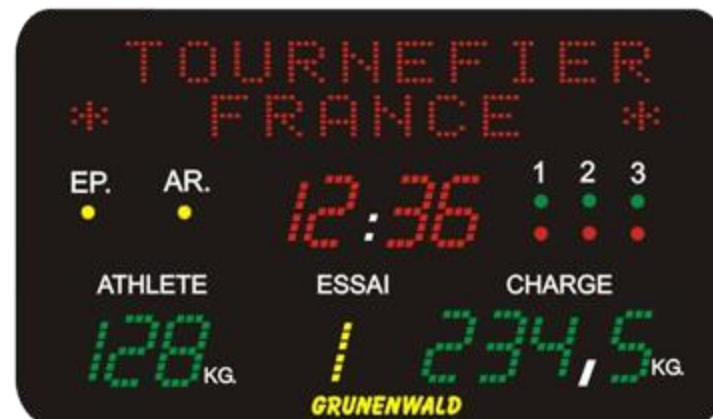 TOURNEFIER
* FRANCE *
EP. AR. 12:36 1 2 3
ATHLETE ESSAI CHARGE
128 KG. 1 234,5 KG.
GRUNENWALD